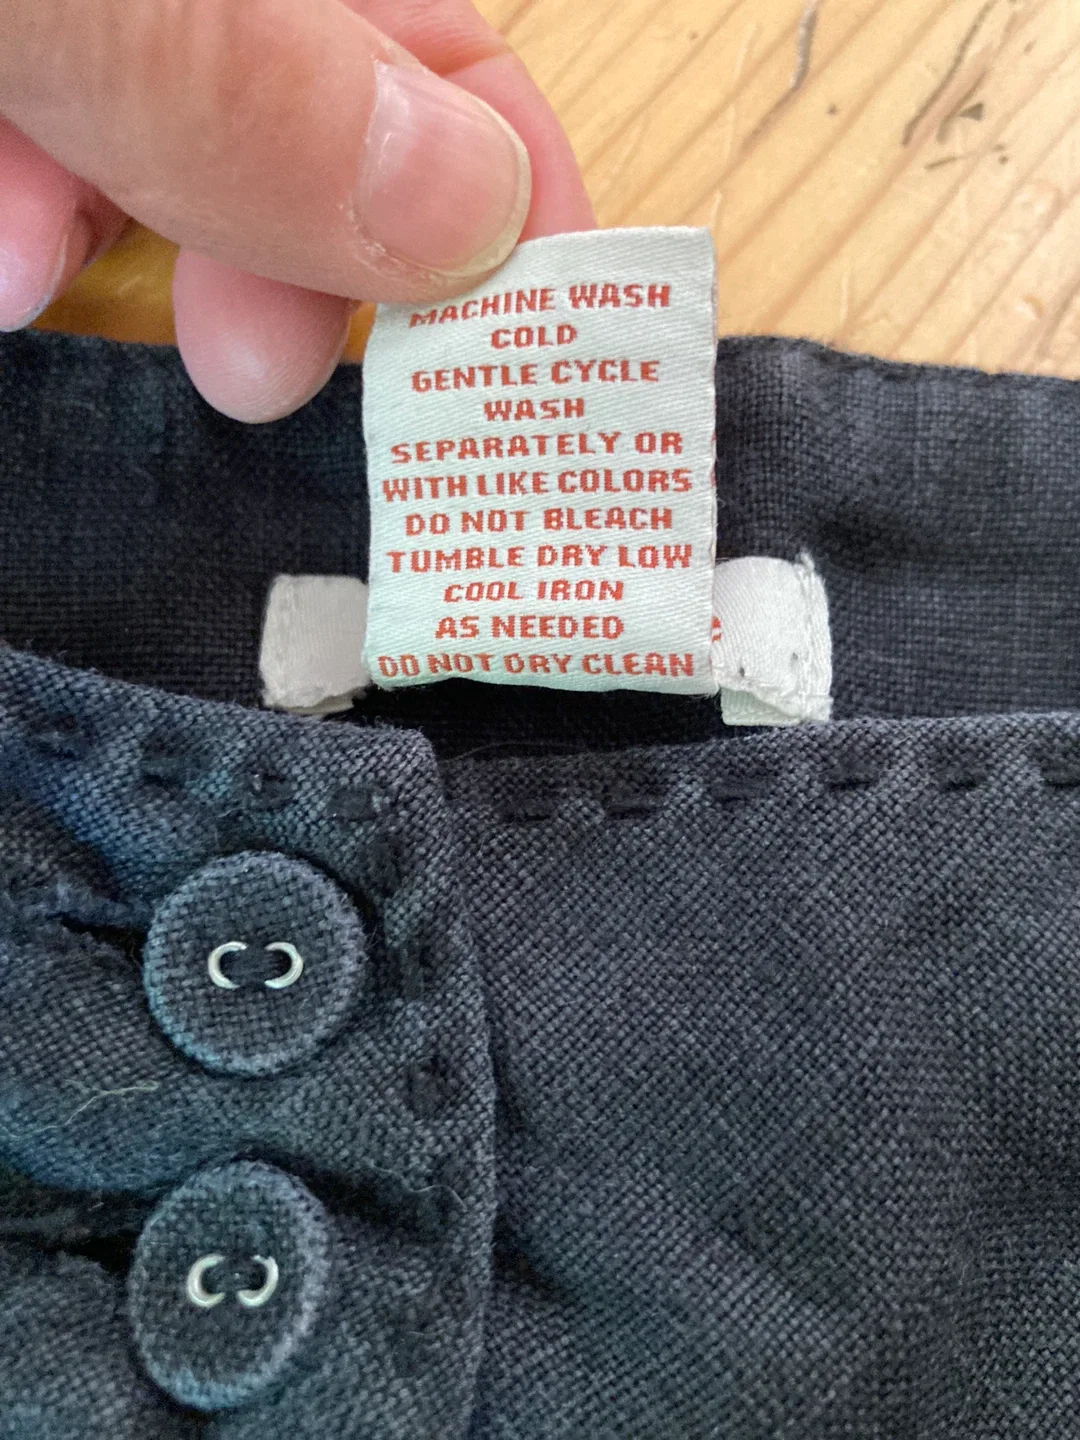 MACHINE WASH
COLD
GENTLE CYCLE
WASH
SEPARATELY OR
WITH LIKE COLORS
DO NOT BLEACH
TUMBLE DRY LOW
COOL IRON
AS NEEDED
DO NOT DRY CLEAN